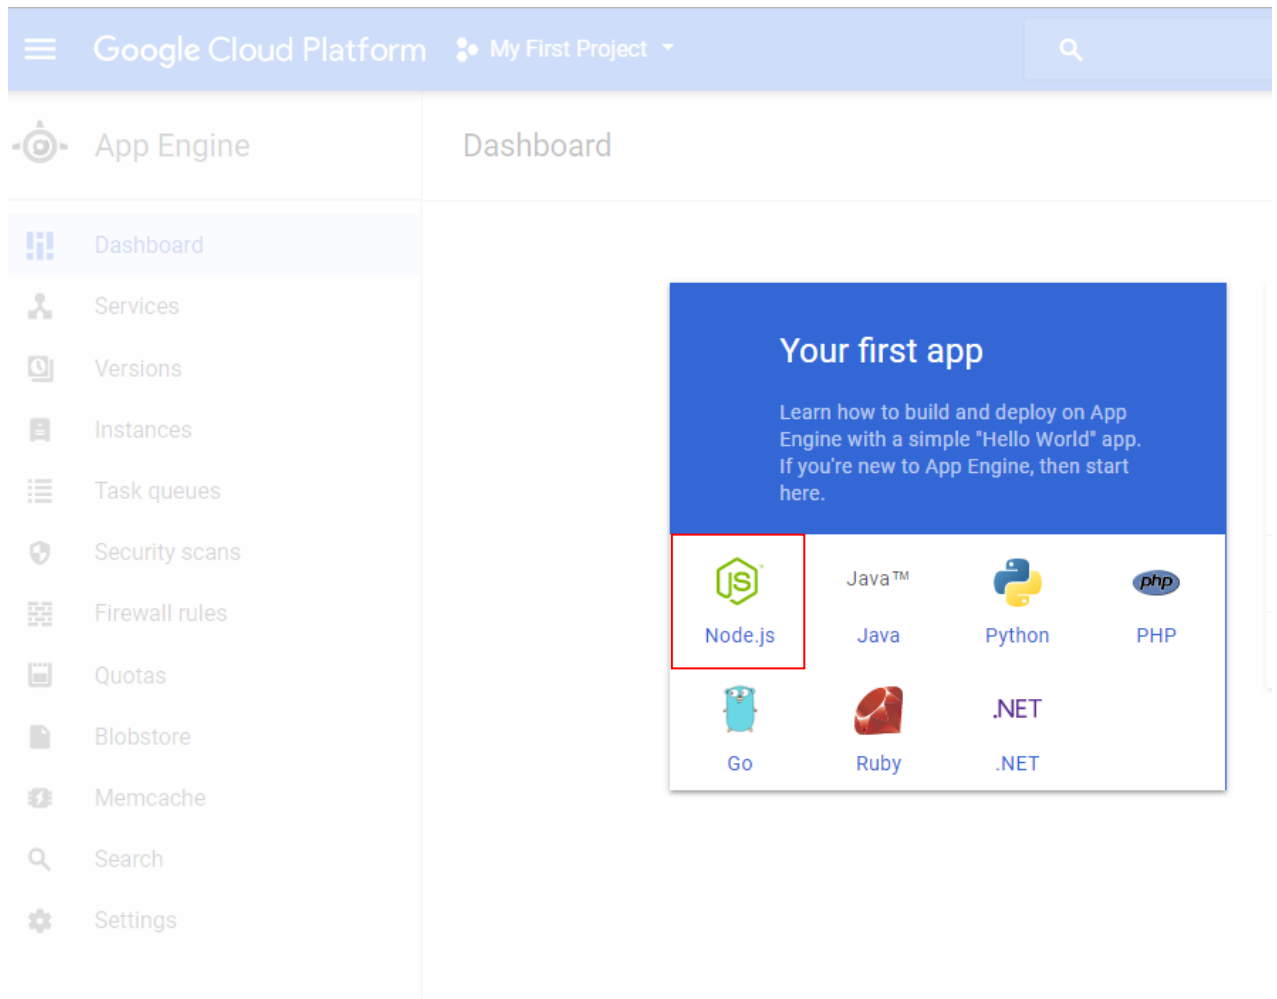 Google Cloud Platform My First Project
App Engine
Dashboard
Dashboard
Services
Versions
Instances
Task queues
Security scans
Firewall rules
Quotas
Blobstore
Memcache
Search
Settings
Your first app
Learn how to build and deploy on App
Engine with a simple "Hello World" app.
If you're new to App Engine, then start
here.
JS Java™ php
Node.js Java Python PHP
.NET
Go Ruby .NET